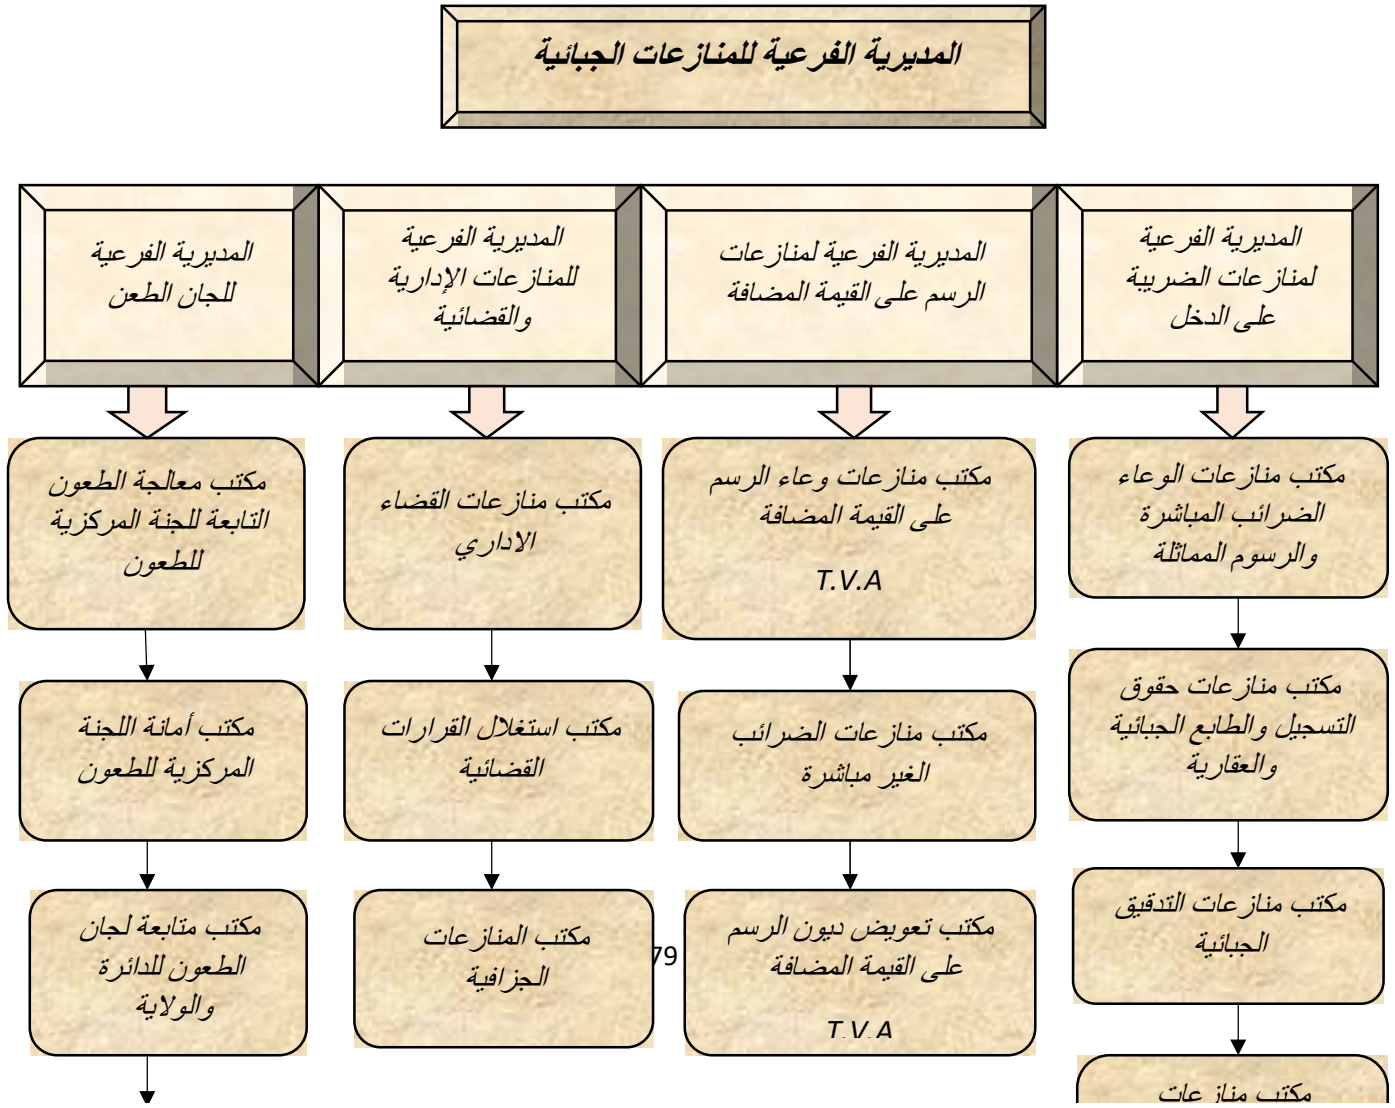 المديرية الفرعية للمنازعات الجبائية
المديرية الفرعية
لمنازعات الضريبة
على الدخل
المديرية الفرعية لمنازعات
الرسم على القيمة المضافة
المديرية الفرعية
للمنازعات الإدارية
والقضائية
المديرية الفرعية
للجان الطعن
مكتب منازعات الوعاء
الضرائب المباشرة
والرسوم المماثلة
مكتب منازعات وعاء الرسم
على القيمة المضافة
T.V.A
مكتب منازعات القضاء
الاداري
مكتب معالجة الطعون
التابعة للجنة المركزية
للطعون
مكتب منازعات حقوق
التسجيل والطابع الجبائية
والعقارية
مكتب منازعات الضرائب
الغير مباشرة
مكتب استغلال القرارات
القضائية
مكتب أمانة اللجنة
المركزية للطعون
مكتب منازعات التدقيق
الجبائية
مكتب تعويض ديون الرسم
على القيمة المضافة
T.V.A
مكتب المنازعات
الجزافية
مكتب متابعة لجان
الطعون للدائرة
والولاية
79
مكتب منازعات